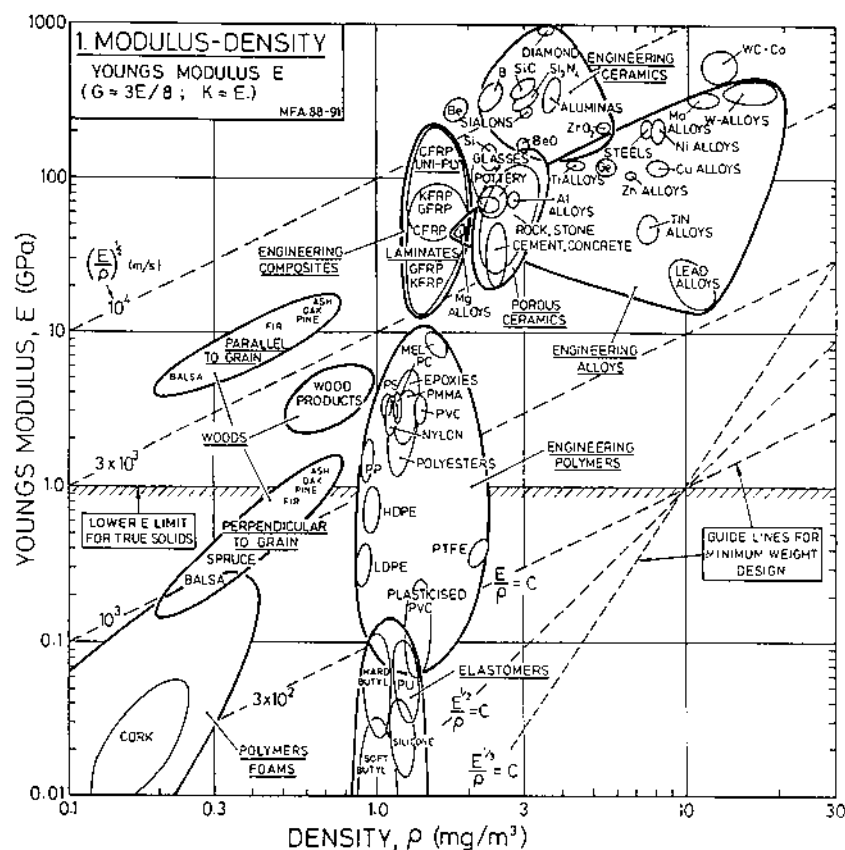 1. MODULUS-DENSITY
YOUNGS MODULUS E
(G ≈ 3E/8 ; K ≈ E.)
MFA 88-91
1000
100
10
1.0
0.1
0.01
YOUNGS MODULUS, E (GPa)
0.1
0.3
1.0
3
10
30
DENSITY, ρ (mg/m³)
DIAMOND
B
SiC
Si₃N₄
ENGINEERING
CERAMICS
WC-Co
Be
SIALONS
ALUMINAS
ZrO₂
Mo
ALLOYS
W-ALLOYS
Si
BeO
GLASSES
STEELS
Ni ALLOYS
POTTERY
Ti ALLOYS
Ge
Cu ALLOYS
Zn ALLOYS
Al
ALLOYS
TIN
ALLOYS
ROCK, STONE
CEMENT, CONCRETE
LEAD
ALLOYS
CFRP
UNI-PLY
KFRP
GFRP
CFRP
LAMINATES
GFRP
KFRP
ENGINEERING
COMPOSITES
Mg
ALLOYS
POROUS
CERAMICS
ENGINEERING
ALLOYS
(E/ρ)^½ (m/s)
10⁴
3×10³
10³
3×10²
ASH
OAK
PINE
FIR
PARALLEL
TO GRAIN
BALSA
WOOD
PRODUCTS
WOODS
ASH
OAK
PINE
FIR
PERPENDICULAR
TO GRAIN
SPRUCE
BALSA
LOWER E LIMIT
FOR TRUE SOLIDS
MEL
PC
PS
EPOXIES
PMMA
PVC
NYLON
POLYESTERS
PP
HDPE
LDPE
PTFE
PLASTICISED
PVC
ENGINEERING
POLYMERS
GUIDE LINES FOR
MINIMUM WEIGHT
DESIGN
E/ρ = C
E^½/ρ = C
E^⅓/ρ = C
HARD
BUTYL
PU
ELASTOMERS
SILICONE
SOFT
BUTYL
CORK
POLYMERS
FOAMS